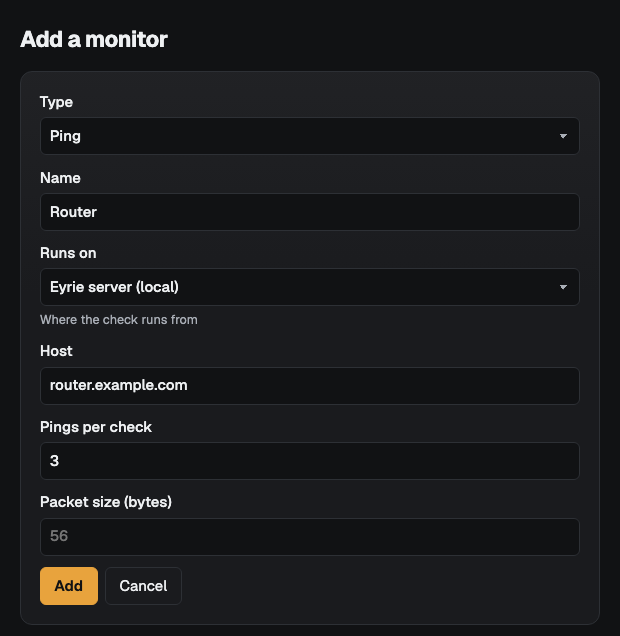 Add a monitor
Type
Ping
Name
Router
Runs on
Eyrie server (local)
Where the check runs from
Host
router.example.com
Pings per check
3
Packet size (bytes)
56
Add
Cancel